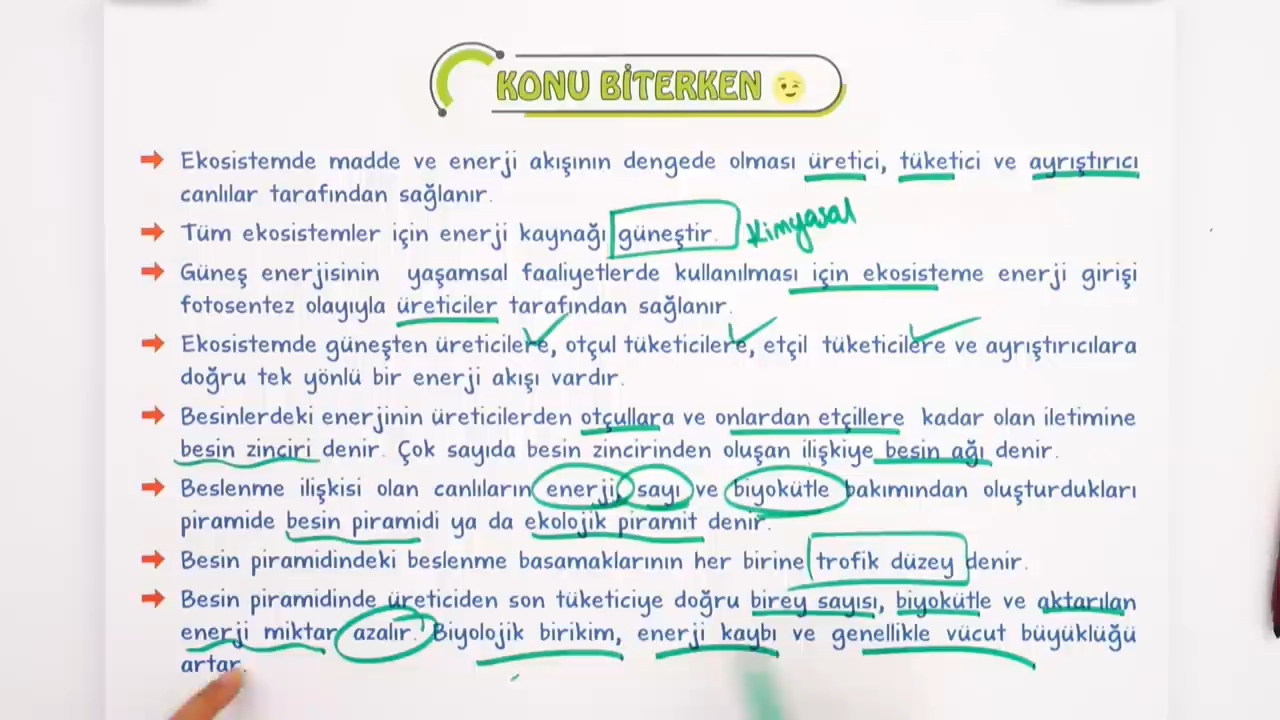 KONU BİTERKEN
Ekosistemde madde ve enerji akışının dengede olması üretici, tüketici ve ayrıştırıcı
canlılar tarafından sağlanır.
Tüm ekosistemler için enerji kaynağı güneştir. Kimyasal
Güneş enerjisinin yaşamsal faaliyetlerde kullanılması için ekosisteme enerji girişi
fotosentez olayıyla üreticiler tarafından sağlanır.
Ekosistemde güneşten üreticilere, otçul tüketicilere, etçil tüketicilere ve ayrıştırıcılara
doğru tek yönlü bir enerji akışı vardır.
Besinlerdeki enerjinin üreticilerden otçullara ve onlardan etçillere kadar olan iletimine
besin zinciri denir. Çok sayıda besin zincirinden oluşan ilişkiye besin ağı denir.
Beslenme ilişkisi olan canlıların enerji, sayı ve biyokütle bakımından oluşturdukları
piramide besin piramidi ya da ekolojik piramit denir.
Besin piramidindeki beslenme basamaklarının her birine trofik düzey denir.
Besin piramidinde üreticiden son tüketiciye doğru birey sayısı, biyokütle ve aktarılan
enerji miktarı azalır. Biyolojik birikim, enerji kaybı ve genellikle vücut büyüklüğü
artar.